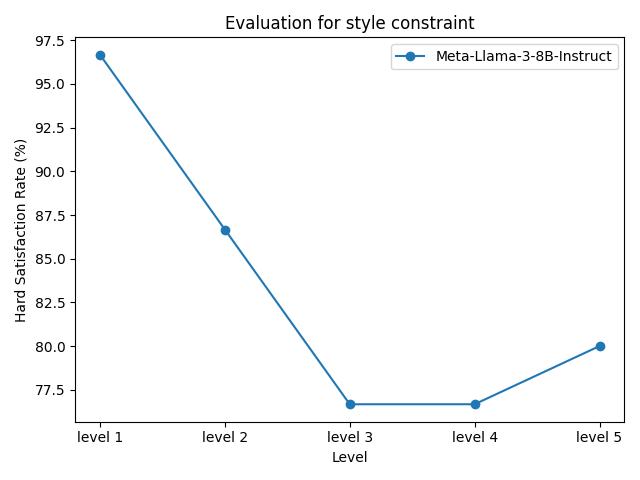 Evaluation for style constraint
97.5
95.0
92.5
90.0
87.5
85.0
82.5
80.0
77.5
Hard Satisfaction Rate (%)
Meta-Llama-3-8B-Instruct
level 1 level 2 level 3 level 4 level 5
Level